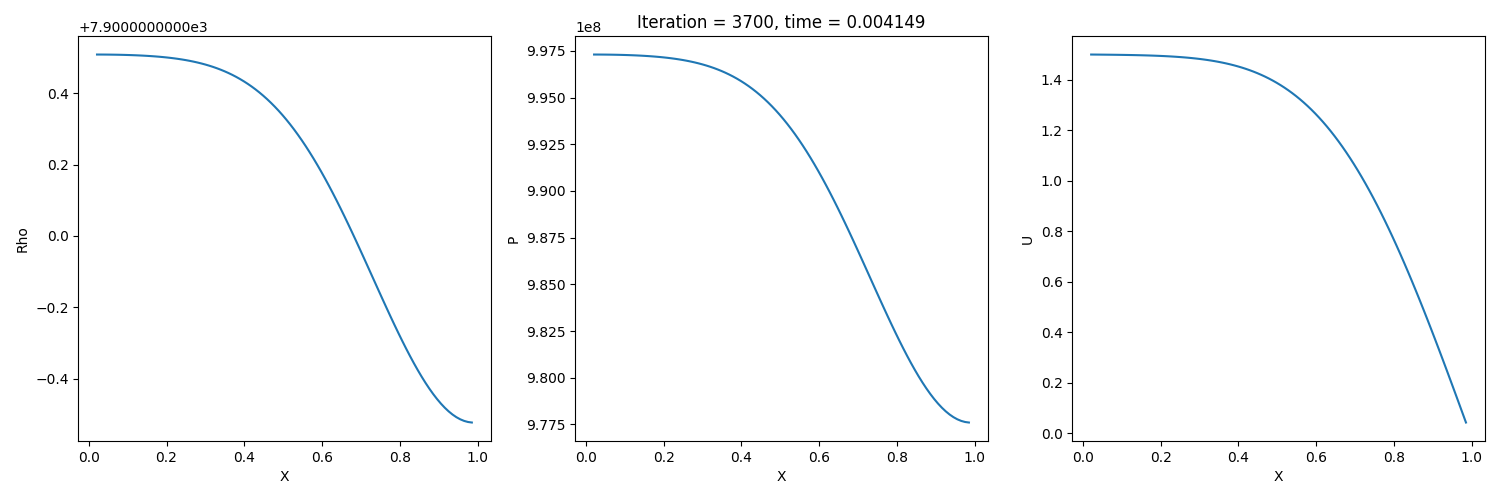 Iteration = 3700, time = 0.004149
+7.9000000000e3
0.4
0.2
0.0
−0.2
−0.4
Rho
0.0 0.2 0.4 0.6 0.8 1.0
X
1e8
9.975
9.950
9.925
9.900
9.875
9.850
9.825
9.800
9.775
P
0.0 0.2 0.4 0.6 0.8 1.0
X
1.4
1.2
1.0
0.8
0.6
0.4
0.2
0.0
U
0.0 0.2 0.4 0.6 0.8 1.0
X